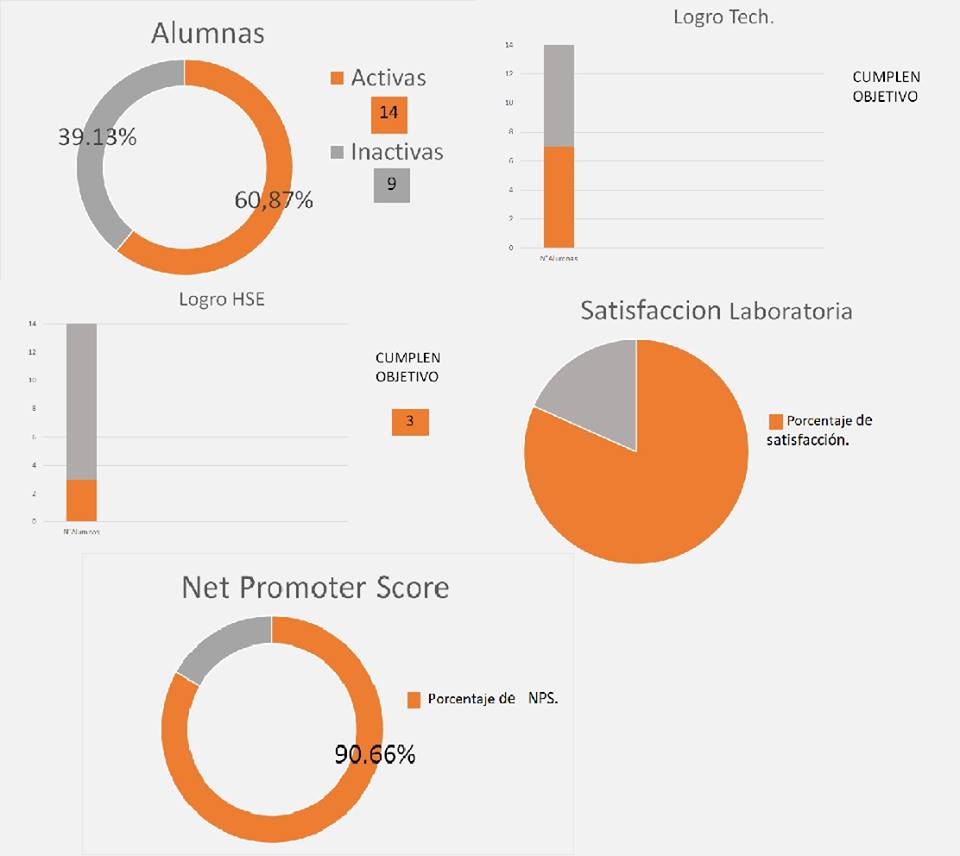 Alumnas
Activas
14
Inactivas
9
39.13%
60,87%
Logro Tech.
14
12
10
8
6
4
2
0
N°Alumnas
CUMPLEN
OBJETIVO
Logro HSE
14
12
10
8
6
4
2
0
N°Alumnos
CUMPLEN
OBJETIVO
3
Satisfaccion Laboratoria
Porcentaje de
satisfacción.
Net Promoter Score
Porcentaje de NPS.
90.66%